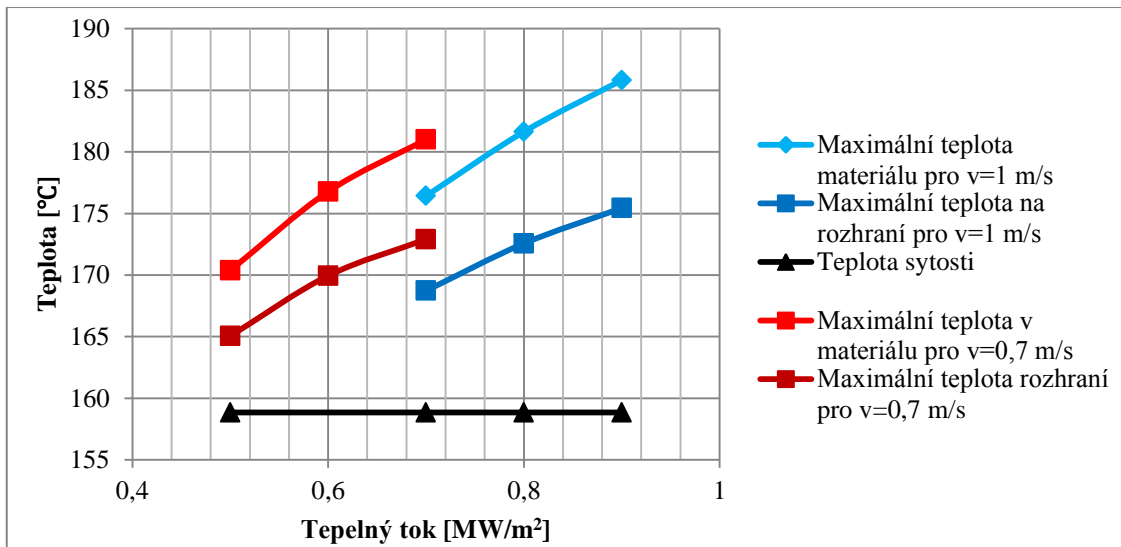 190
185
180
175
170
165
160
155
Teplota [℃]
0,4
0,6
0,8
1
Tepelný tok [MW/m²]
Maximální teplota
materiálu pro v=1 m/s
Maximální teplota na
rozhraní pro v=1 m/s
Teplota sytosti
Maximální teplota v
materiálu pro v=0,7 m/s
Maximální teplota rozhraní
pro v=0,7 m/s